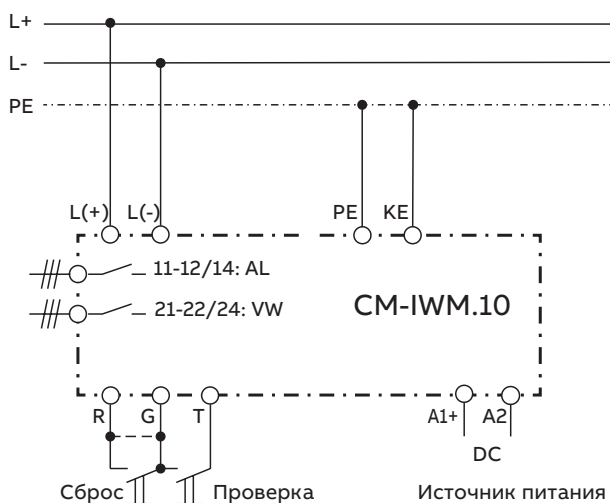 L+
L-
PE
L(+) L(-) PE KE
11-12/14: AL
21-22/24: VW
CM-IWM.10
R G T A1+ A2
DC
Сброс Проверка Источник питания